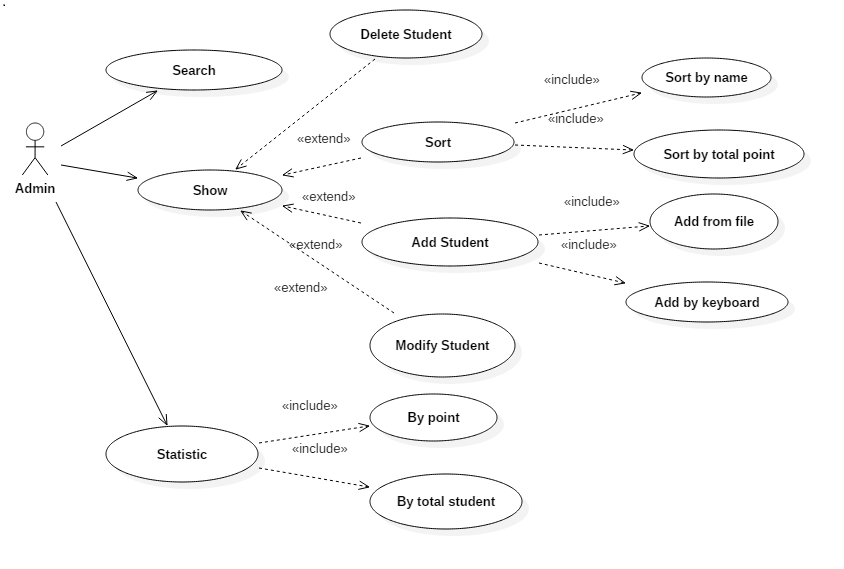 .
Delete Student
Search
«include»
Sort by name
«include»
Admin
«extend»
Sort
Sort by total point
Show
«extend»
«include»
Add from file
Add Student
«extend»
«include»
«extend»
Add by keyboard
Modify Student
«include»
By point
«include»
Statistic
By total student